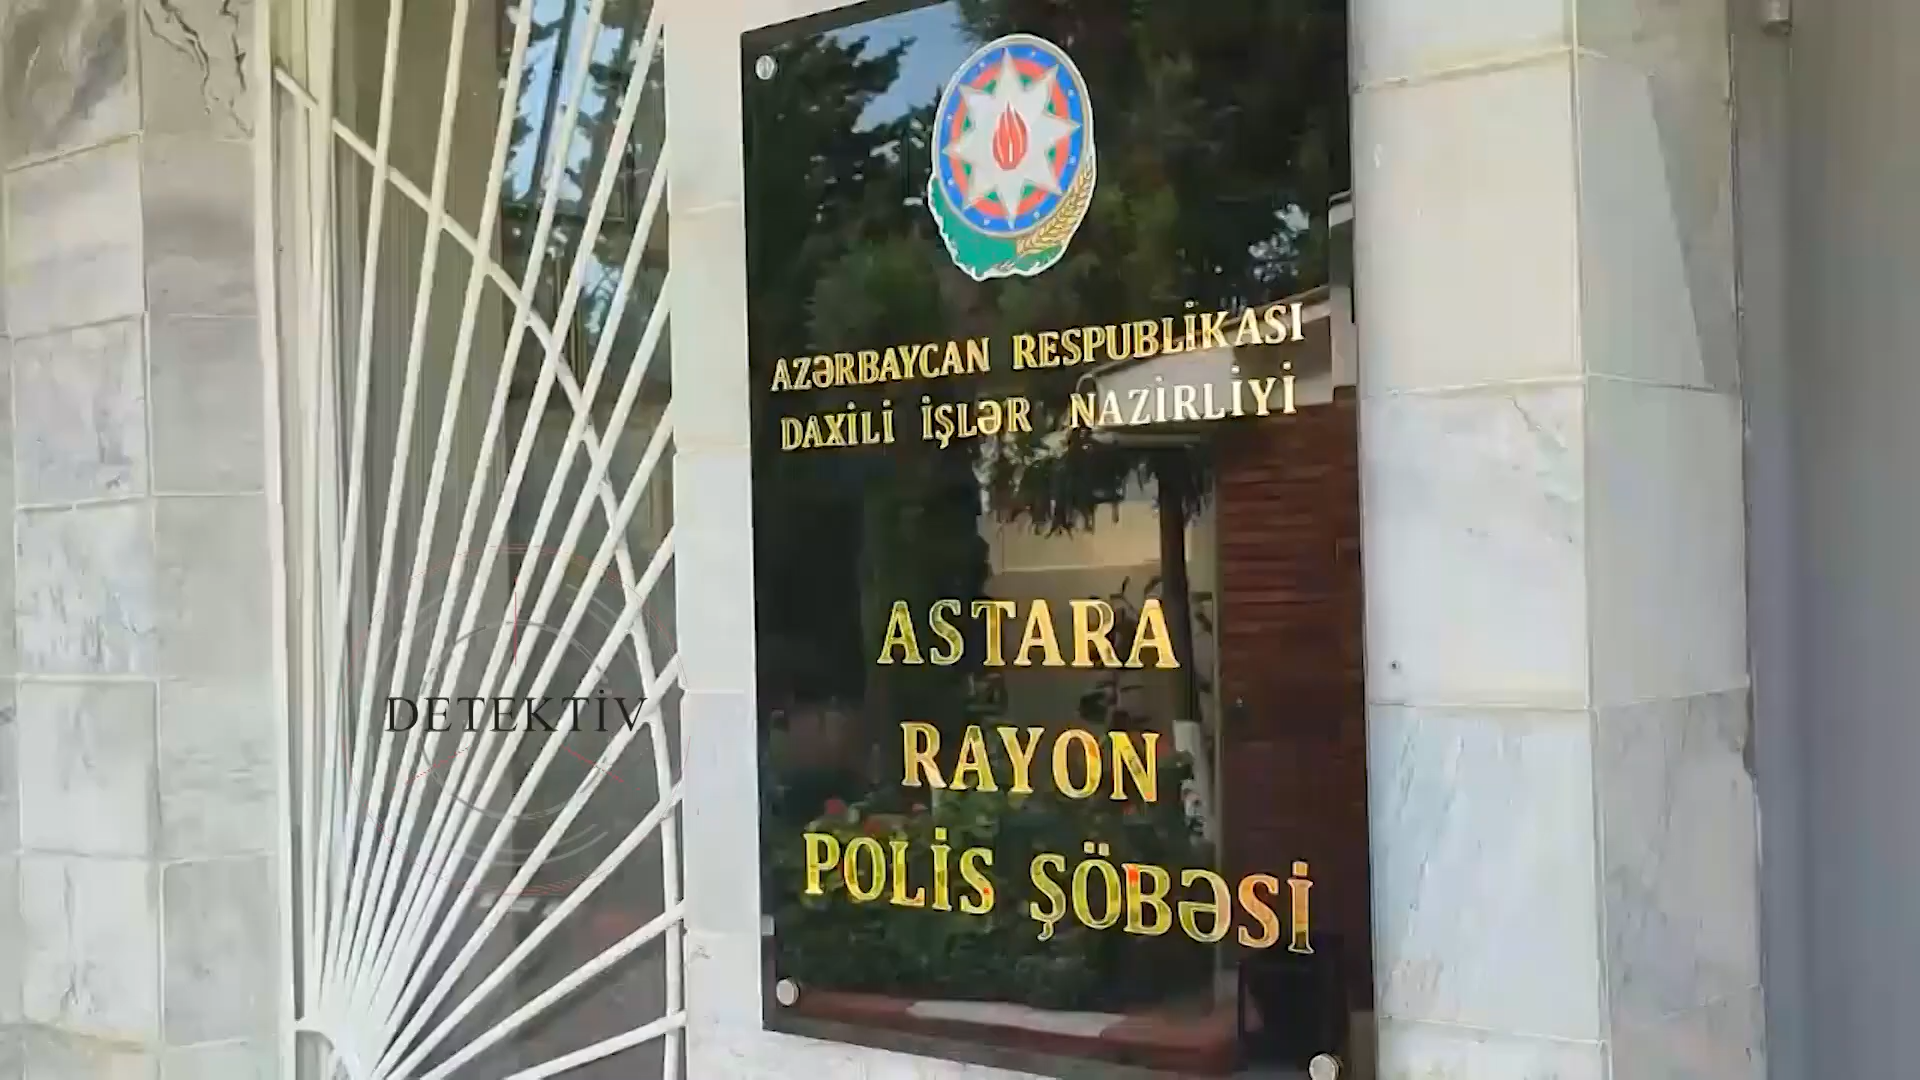 AZƏRBAYCAN RESPUBLİKASI
DAXİLİ İŞLƏR NAZİRLİYİ
ASTARA
RAYON
POLİS ŞÖBƏSİ
DETEKTİV